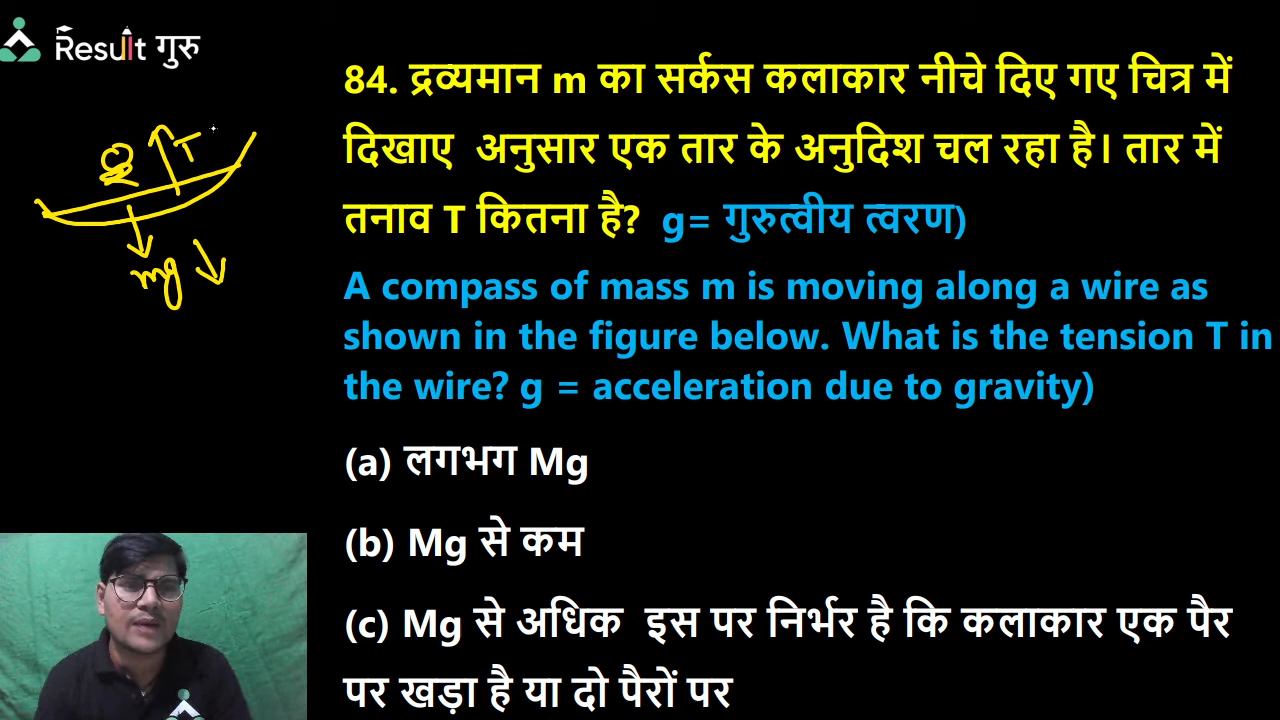 Result गुरु
84. द्रव्यमान m का सर्कस कलाकार नीचे दिए गए चित्र में
दिखाए अनुसार एक तार के अनुदिश चल रहा है। तार में
तनाव T कितना है? g= गुरुत्वीय त्वरण)
A compass of mass m is moving along a wire as
shown in the figure below. What is the tension T in
the wire? g = acceleration due to gravity)
(a) लगभग Mg
(b) Mg से कम
(c) Mg से अधिक इस पर निर्भर है कि कलाकार एक पैर
पर खड़ा है या दो पैरों पर
T
mg